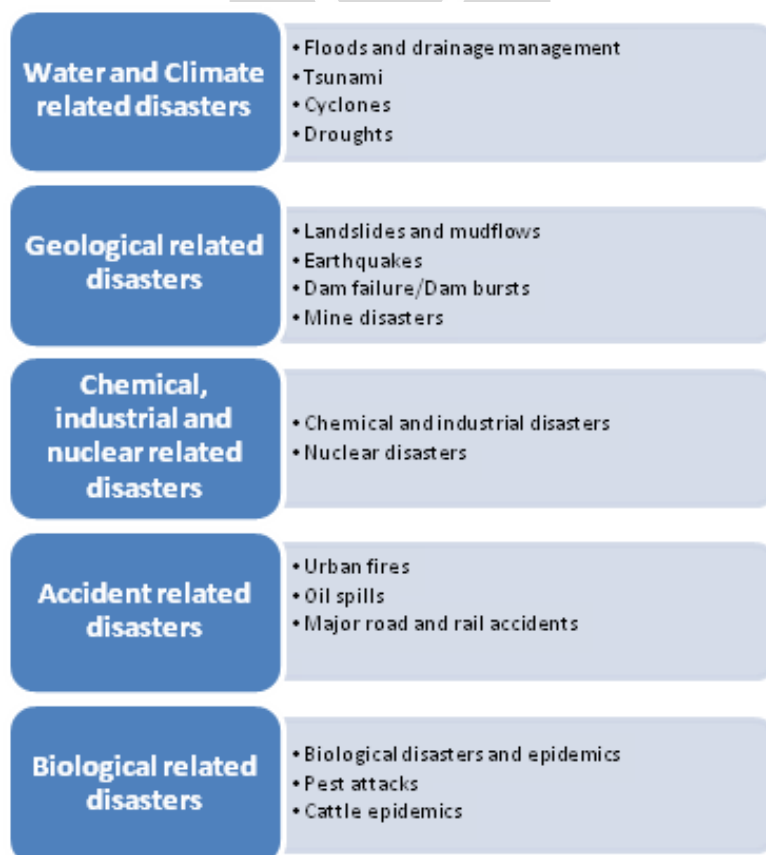 Water and Climate
related disasters
• Floods and drainage management
• Tsunami
• Cyclones
• Droughts
Geological related
disasters
• Landslides and mudflows
• Earthquakes
• Dam failure/Dam bursts
• Mine disasters
Chemical,
industrial and
nuclear related
disasters
• Chemical and industrial disasters
• Nuclear disasters
Accident related
disasters
• Urban fires
• Oil spills
• Major road and rail accidents
Biological related
disasters
• Biological disasters and epidemics
• Pest attacks
• Cattle epidemics